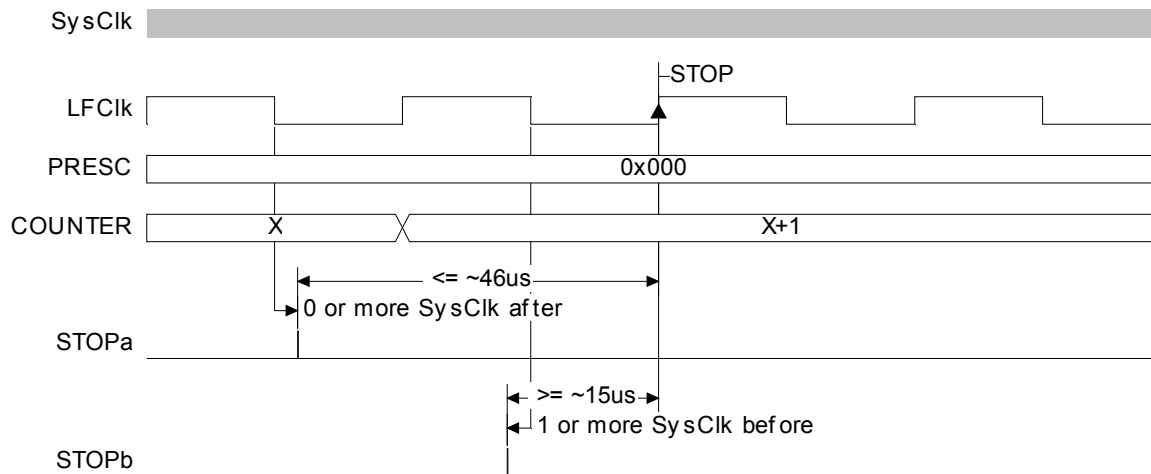 SysClk
STOP
LFClk
PRESC 0x000
COUNTER X X+1
<= ~46us
0 or more SysClk after
STOPa
>= ~15us
1 or more SysClk before
STOPb